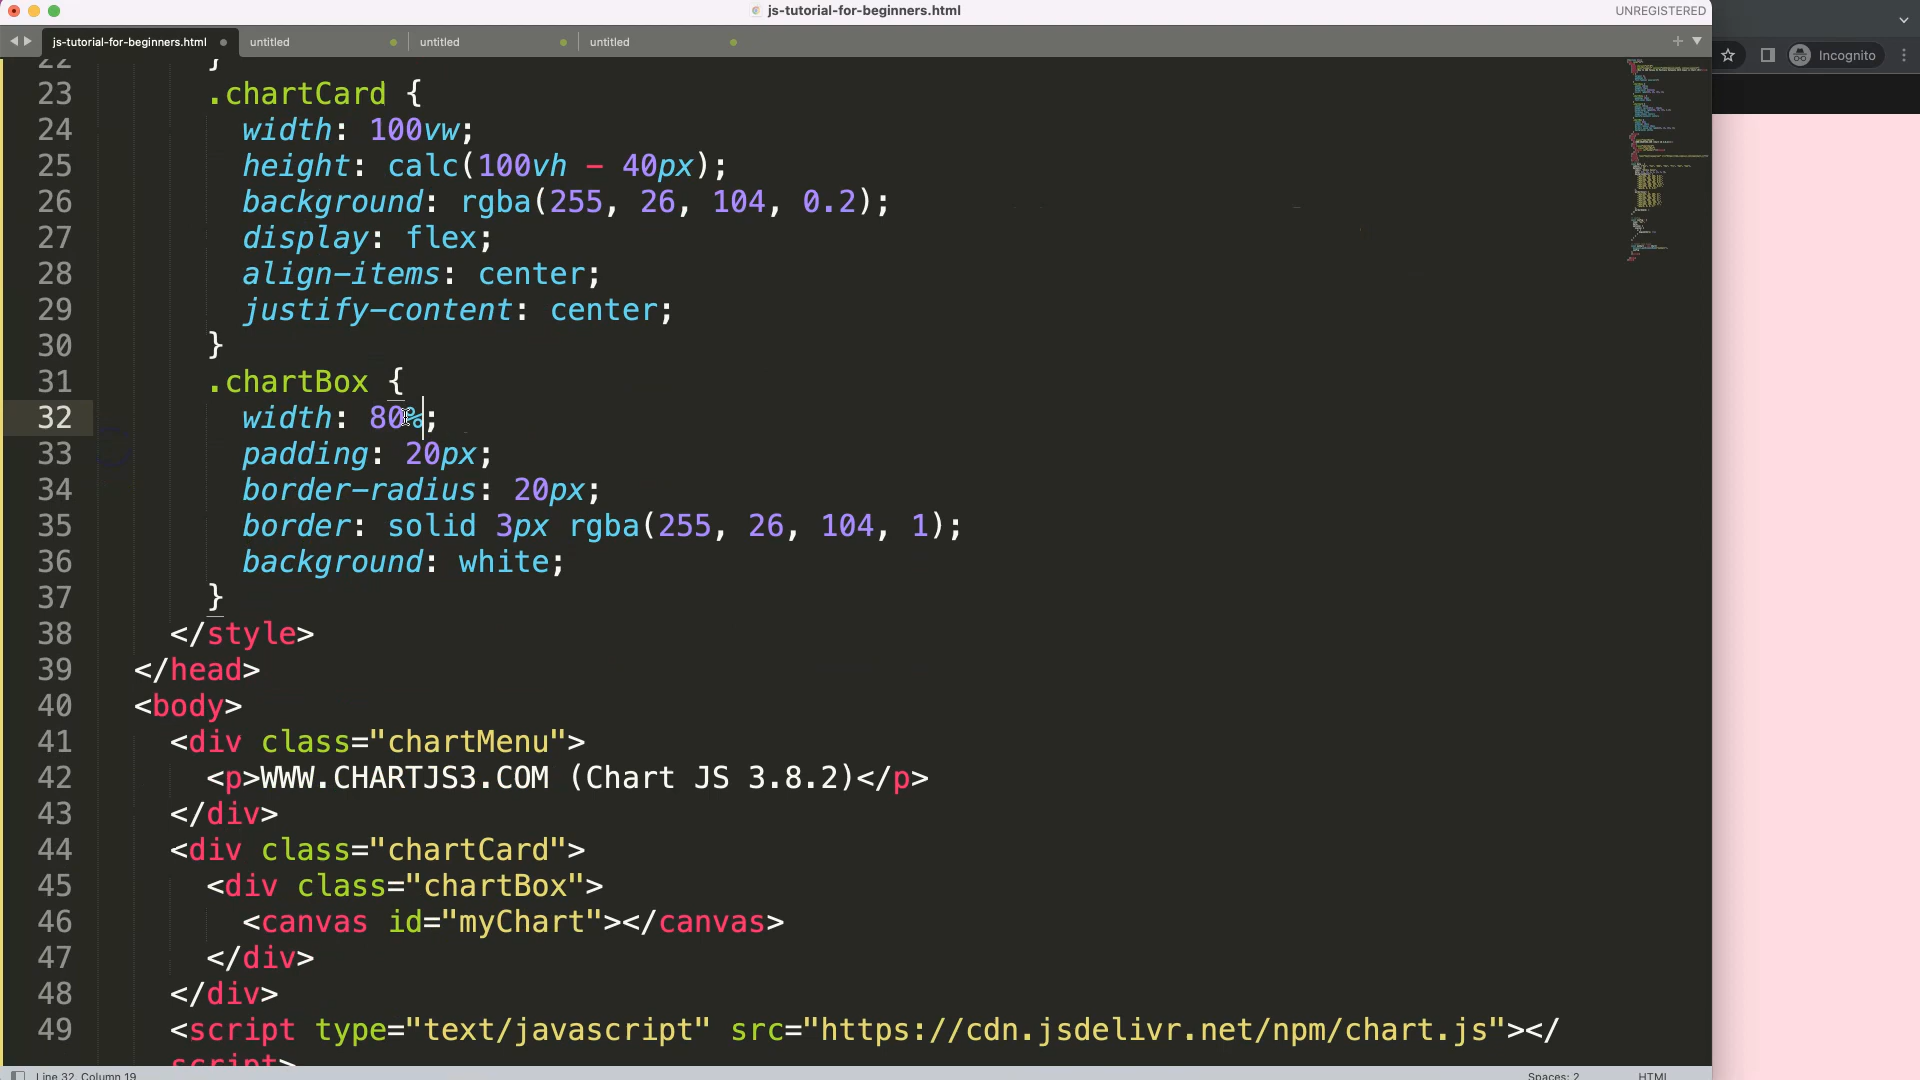 js-tutorial-for-beginners.html
UNREGISTERED
js-tutorial-for-beginners.html
untitled
untitled
untitled
Incognito
22 }
23 .chartCard {
24 width: 100vw;
25 height: calc(100vh - 40px);
26 background: rgba(255, 26, 104, 0.2);
27 display: flex;
28 align-items: center;
29 justify-content: center;
30 }
31 .chartBox {
32 width: 80%;
33 padding: 20px;
34 border-radius: 20px;
35 border: solid 3px rgba(255, 26, 104, 1);
36 background: white;
37 }
38 </style>
39 </head>
40 <body>
41 <div class="chartMenu">
42 <p>WWW.CHARTJS3.COM (Chart JS 3.8.2)</p>
43 </div>
44 <div class="chartCard">
45 <div class="chartBox">
46 <canvas id="myChart"></canvas>
47 </div>
48 </div>
49 <script type="text/javascript" src="https://cdn.jsdelivr.net/npm/chart.js"></
script>
Line 32, Column 19
Spaces: 2
HTML